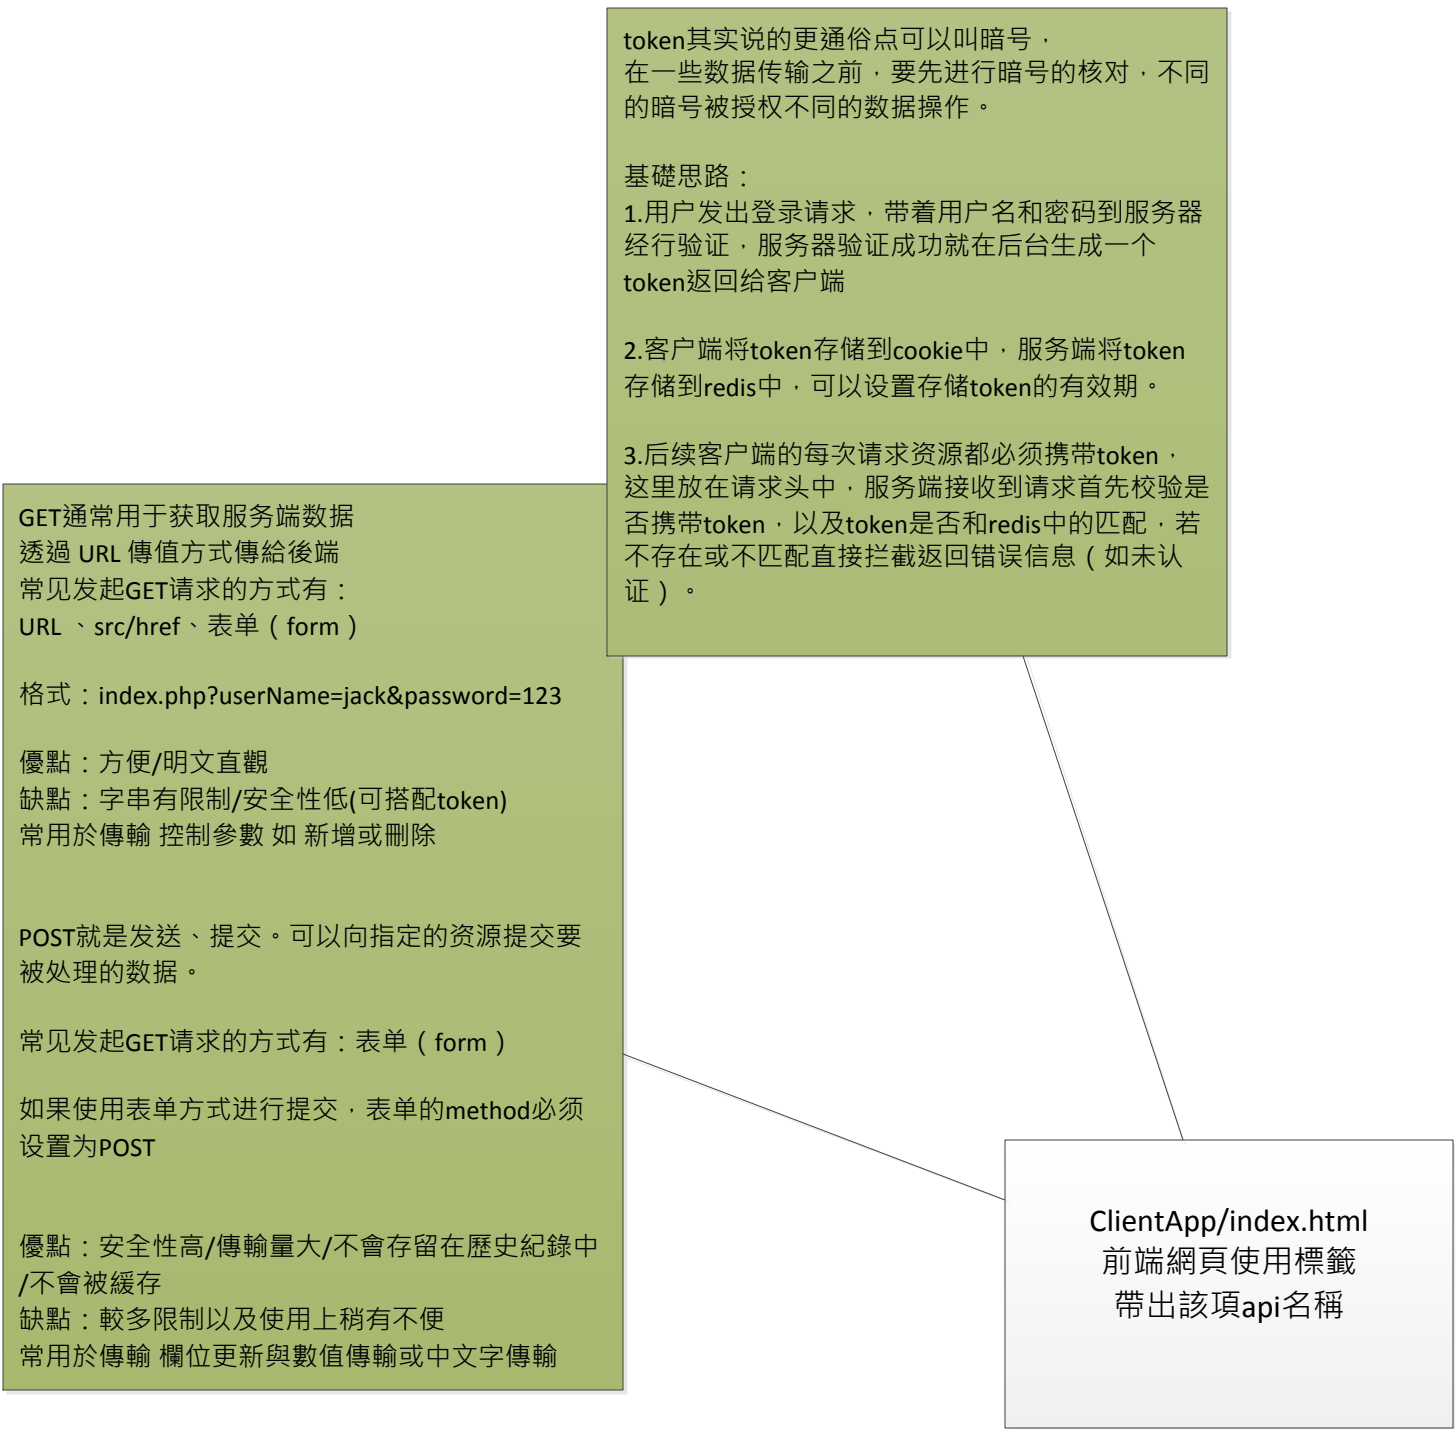 token其实说的更通俗点可以叫暗号，
在一些数据传输之前，要先进行暗号的核对，不同
的暗号被授权不同的数据操作。
基礎思路：
1.用户发出登录请求，带着用户名和密码到服务器
经行验证，服务器验证成功就在后台生成一个
token返回给客户端
2.客户端将token存储到cookie中，服务端将token
存储到redis中，可以设置存储token的有效期。
3.后续客户端的每次请求资源都必须携带token，
这里放在请求头中，服务端接收到请求首先校验是
否携带token，以及token是否和redis中的匹配，若
不存在或不匹配直接拦截返回错误信息（如未认
证）。
GET通常用于获取服务端数据
透過 URL 傳值方式傳給後端
常见发起GET请求的方式有：
URL 、src/href、表单（form）
格式：index.php?userName=jack&password=123
優點：方便/明文直觀
缺點：字串有限制/安全性低(可搭配token)
常用於傳輸 控制參數 如 新增或刪除
POST就是发送、提交。可以向指定的资源提交要
被处理的数据。
常见发起GET请求的方式有：表单（form）
如果使用表单方式进行提交，表单的method必须
设置为POST
優點：安全性高/傳輸量大/不會存留在歷史紀錄中
/不會被緩存
缺點：較多限制以及使用上稍有不便
常用於傳輸 欄位更新與數值傳輸或中文字傳輸
ClientApp/index.html
前端網頁使用標籤
帶出該項api名稱